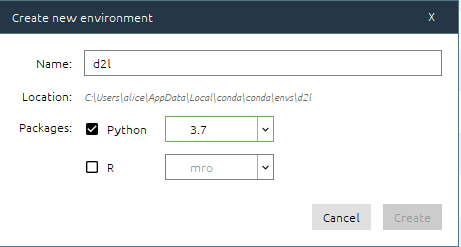 Create new environment X
Name: d2l
Location: C:\Users\alice\AppData\Local\conda\conda\envs\d2l
Packages: Python 3.7
R mro
Cancel Create